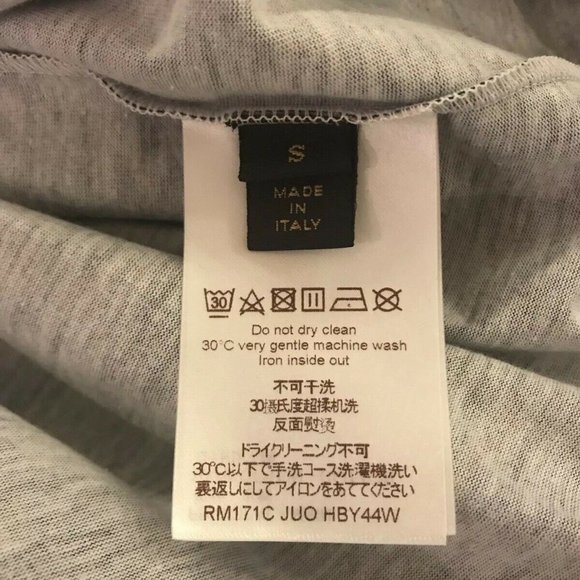 S
MADE
IN
ITALY
30
Do not dry clean
30°C very gentle machine wash
Iron inside out
不可干洗
30摄氏度超揉机洗
反面熨烫
ドライクリーニング不可
30℃以下で手洗コース洗濯機洗い
裏返しにしてアイロンをあててください
RM171C JUO HBY44W